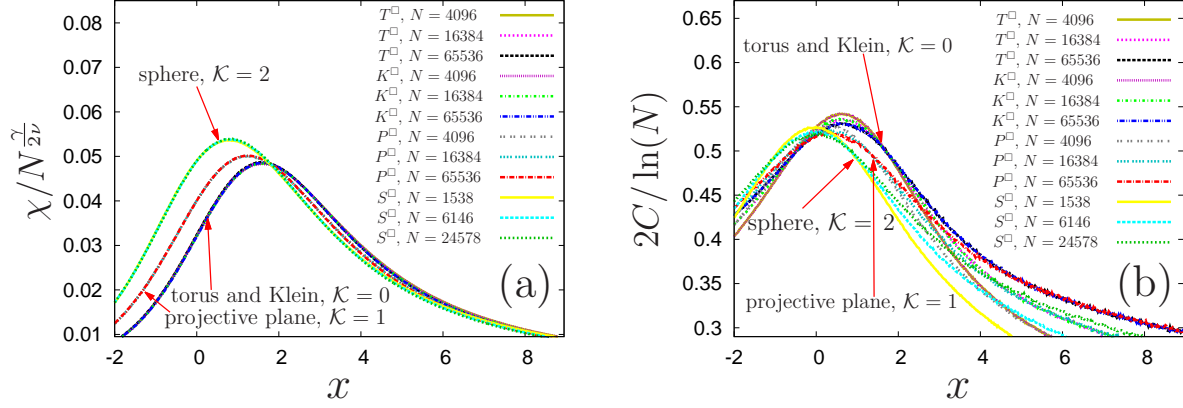 χ/N^{γ/2ν}
0.08
0.07
0.06
0.05
0.04
0.03
0.02
0.01
-2
0
2
4
6
8
x
T□, N = 4096
T□, N = 16384
T□, N = 65536
K□, N = 4096
K□, N = 16384
K□, N = 65536
P□, N = 4096
P□, N = 16384
P□, N = 65536
S□, N = 1538
S□, N = 6146
S□, N = 24578
sphere, 𝒦 = 2
torus and Klein, 𝒦 = 0
projective plane, 𝒦 = 1
(a)
2C/ln(N)
0.65
0.6
0.55
0.5
0.45
0.4
0.35
0.3
-2
0
2
4
6
8
x
T□, N = 4096
T□, N = 16384
T□, N = 65536
K□, N = 4096
K□, N = 16384
K□, N = 65536
P□, N = 4096
P□, N = 16384
P□, N = 65536
S□, N = 1538
S□, N = 6146
S□, N = 24578
torus and Klein, 𝒦 = 0
sphere, 𝒦 = 2
projective plane, 𝒦 = 1
(b)